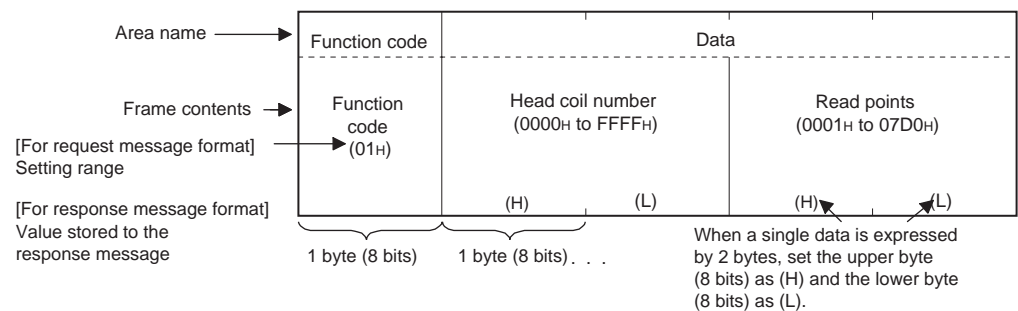 Area name
Function code
Data
Frame contents
Function
code
(01H)
Head coil number
(0000H to FFFFH)
Read points
(0001H to 07D0H)
[For request message format]
Setting range
[For response message format]
Value stored to the
response message
(H)
(L)
(H)
(L)
1 byte (8 bits)
1 byte (8 bits) . . .
When a single data is expressed
by 2 bytes, set the upper byte
(8 bits) as (H) and the lower byte
(8 bits) as (L).